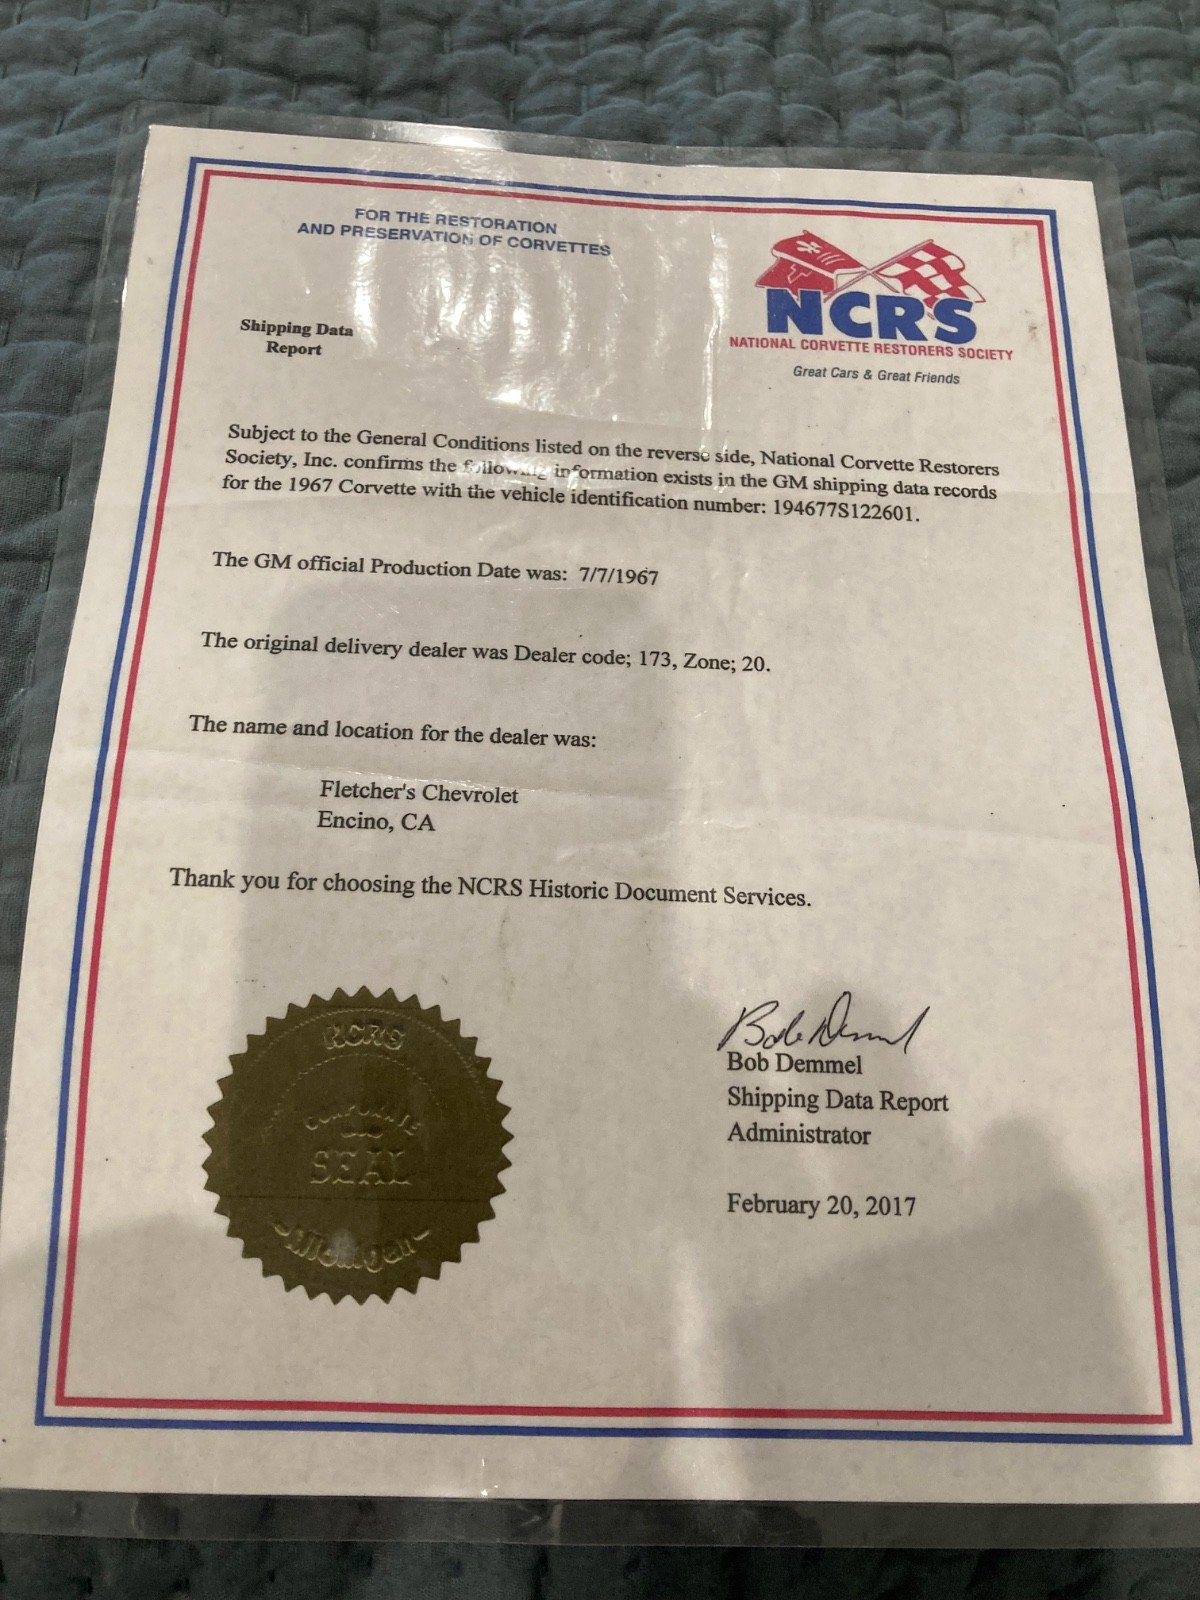 FOR THE RESTORATION
AND PRESERVATION OF CORVETTES
NCRS
NATIONAL CORVETTE RESTORERS SOCIETY
Great Cars & Great Friends
Shipping Data
Report
Subject to the General Conditions listed on the reverse side, National Corvette Restorers
Society, Inc. confirms the following information exists in the GM shipping data records
for the 1967 Corvette with the vehicle identification number: 194677S122601.
The GM official Production Date was: 7/7/1967
The original delivery dealer was Dealer code; 173, Zone; 20.
The name and location for the dealer was:
Fletcher's Chevrolet
Encino, CA
Thank you for choosing the NCRS Historic Document Services.
NCRS
CORPORATE
SEAL
Michigan
Bob Demmel
Bob Demmel
Shipping Data Report
Administrator
February 20, 2017